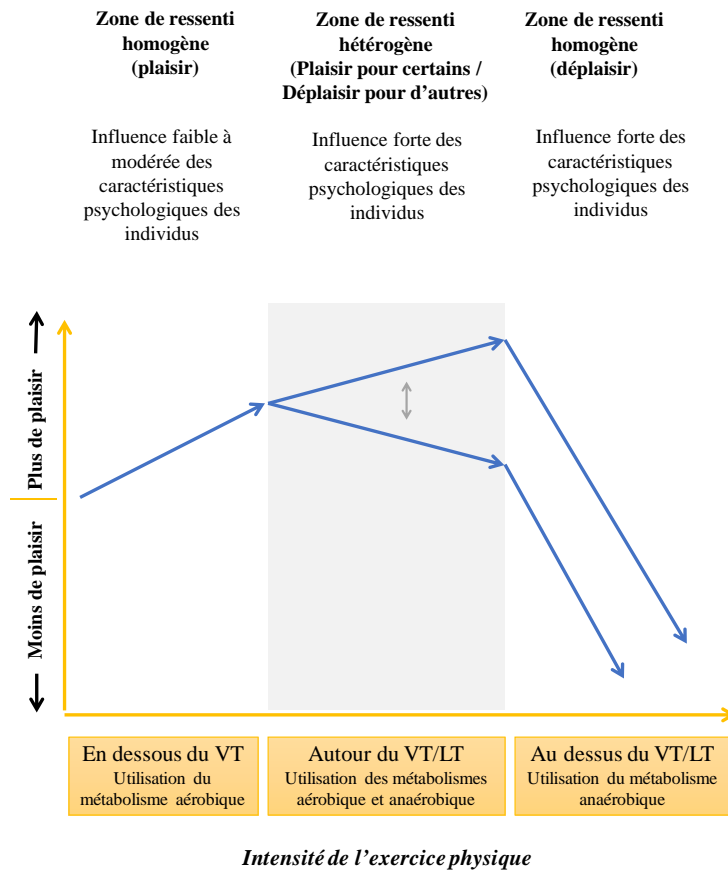 Zone de ressenti
homogène
(plaisir)
Zone de ressenti
hétérogène
(Plaisir pour certains /
Déplaisir pour d'autres)
Zone de ressenti
homogène
(déplaisir)
Influence faible à
modérée des
caractéristiques
psychologiques des
individus
Influence forte des
caractéristiques
psychologiques des
individus
Influence forte des
caractéristiques
psychologiques des
individus
Plus de plaisir
Moins de plaisir
En dessous du VT
Utilisation du
métabolisme aérobique
Autour du VT/LT
Utilisation des métabolismes
aérobique et anaérobique
Au dessus du VT/LT
Utilisation du métabolisme
anaérobique
Intensité de l'exercice physique